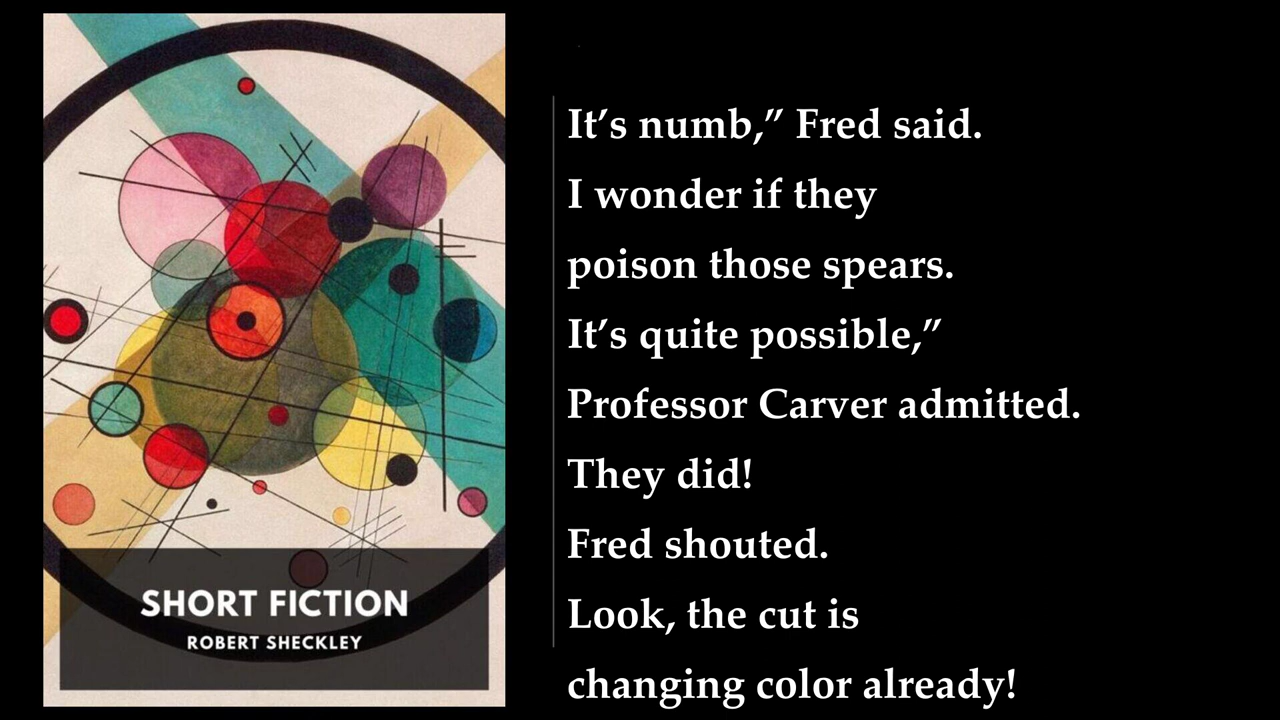 SHORT FICTION
ROBERT SHECKLEY
It’s numb,” Fred said.
I wonder if they
poison those spears.
It’s quite possible,”
Professor Carver admitted.
They did!
Fred shouted.
Look, the cut is
changing color already!